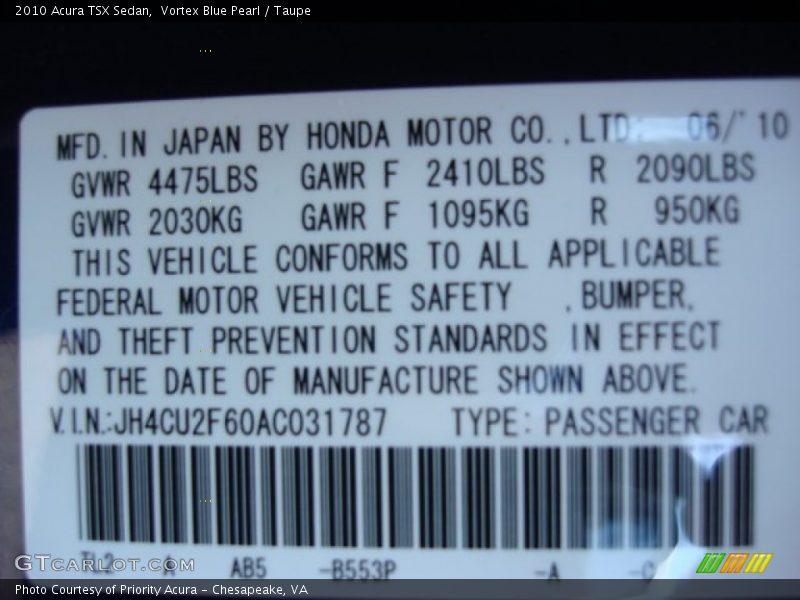 2010 Acura TSX Sedan,  Vortex Blue Pearl / Taupe
MFD. IN JAPAN BY HONDA MOTOR CO.,LTD. 06/'10
GVWR 4475LBS GAWR F 2410LBS R 2090LBS
GVWR 2030KG GAWR F 1095KG R 950KG
THIS VEHICLE CONFORMS TO ALL APPLICABLE
FEDERAL MOTOR VEHICLE SAFETY ,BUMPER,
AND THEFT PREVENTION STANDARDS IN EFFECT
ON THE DATE OF MANUFACTURE SHOWN ABOVE.
V.I.N.:JH4CU2F60AC031787 TYPE: PASSENGER CAR
TL2 A AB5 -B553P -A -C
GTCARLOT.COM
Photo Courtesy of Priority Acura - Chesapeake, VA